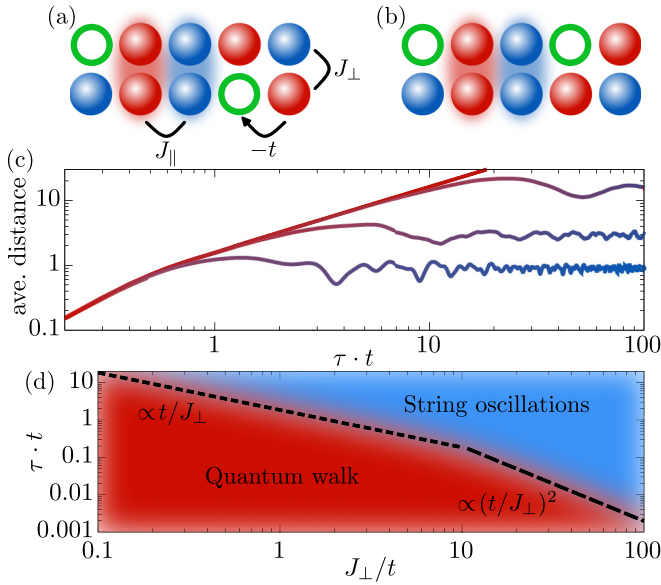 (a)
(b)
J⊥
J∥
−t
(c)
ave. distance
10
1
0.1
1
10
100
τ · t
(d)
τ · t
10
1
0.1
0.01
0.001
String oscillations
∝t/J⊥
Quantum walk
∝(t/J⊥)²
0.1
1
10
100
J⊥/t